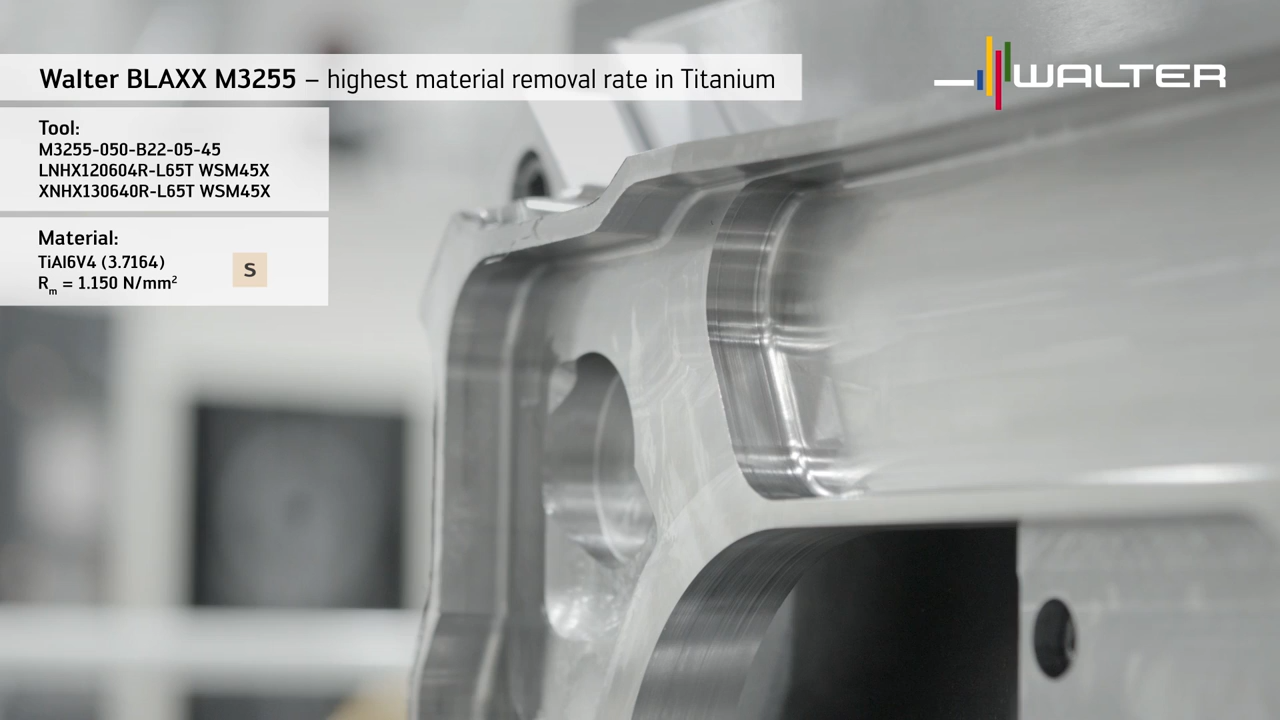 Walter BLAXX M3255 – highest material removal rate in Titanium
WALTER
Tool:
M3255-050-B22-05-45
LNHX120604R-L65T WSM45X
XNHX130640R-L65T WSM45X
Material:
TiAl6V4 (3.7164)
Rm = 1.150 N/mm²
S